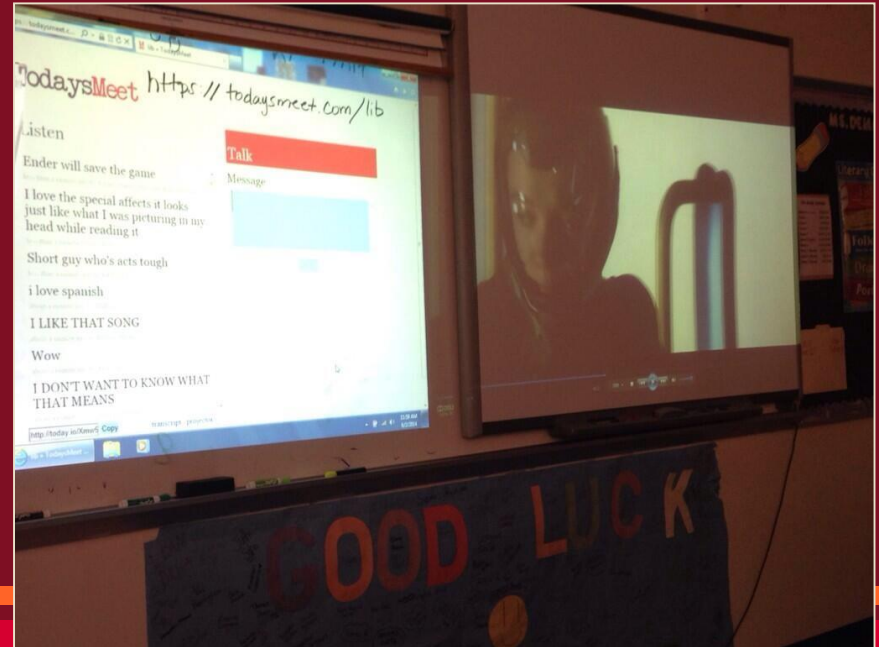 TodaysMeet
https://todaysmeet.com/lib
Listen
Ender will save the game
I love the special affects it looks
just like what I was picturing in my
head while reading it
Short guy who's acts tough
i love spanish
I LIKE THAT SONG
Wow
I DON'T WANT TO KNOW WHAT
THAT MEANS
Talk
Message
Copy
GOOD LUCK